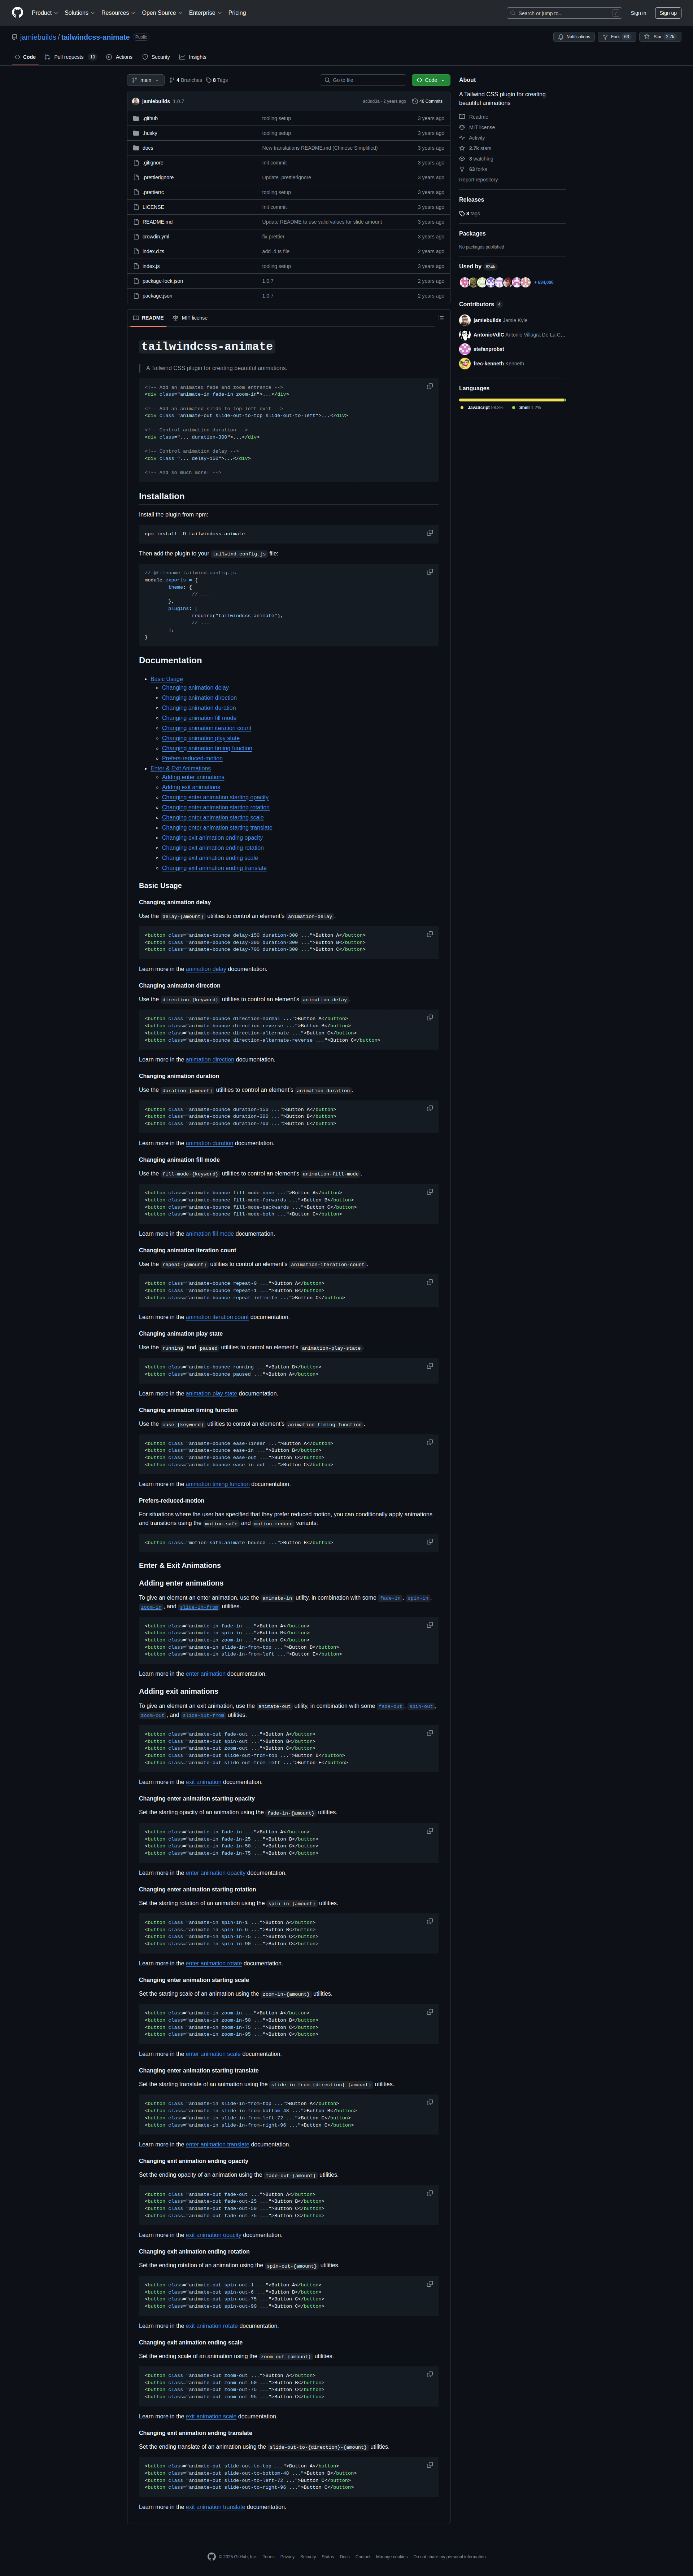 Product Solutions Resources Open Source Enterprise Pricing Search or jump to... / Sign in Sign up
jamiebuilds / tailwindcss-animate Public Notifications Fork 63 Star 2.7k
Code Pull requests 10 Actions Security Insights
main 4 Branches 8 Tags Go to file Code
jamiebuilds 1.0.7 2 years ago 46 Commits
.github tooling setup 3 years ago
.husky tooling setup 3 years ago
docs New translations README.md (Chinese Simplified) 3 years ago
.gitignore Init commit 3 years ago
.prettierignore Update .prettierignore 3 years ago
.prettierrc tooling setup 3 years ago
LICENSE Init commit 3 years ago
README.md Update README to use valid values for slide amount 3 years ago
crowdin.yml fix prettier 3 years ago
index.d.ts add .d.ts file 2 years ago
index.js tooling setup 3 years ago
package-lock.json 1.0.7 2 years ago
package.json 1.0.7 2 years ago
About
A Tailwind CSS plugin for creating
beautiful animations
Readme
MIT license
Activity
2.7k stars
8 watching
63 forks
Report repository
Releases
8 tags
Packages
No packages published
Used by 634k
+ 634,000
Contributors 4
jamiebuilds Jamie Kyle
AntonioVdlC Antonio Villagra De La C...
stefanprobst
frec-kenneth Kenneth
Languages
JavaScript 98.8% Shell 1.2%
README MIT license
tailwindcss-animate
A Tailwind CSS plugin for creating beautiful animations.
<!-- Add an animated fade and zoom entrance -->
<div class="animate-in fade-in zoom-in">...</div>
<!-- Add an animated slide to top-left exit -->
<div class="animate-out slide-out-to-top slide-out-to-left">...</div>
<!-- Control animation duration -->
<div class="... duration-300">...</div>
<!-- Control animation delay -->
<div class="... delay-150">...</div>
<!-- And so much more! -->
Installation
Install the plugin from npm:
npm install -D tailwindcss-animate
Then add the plugin to your tailwind.config.js file:
// @filename tailwind.config.js
module.exports = {
theme: {
// ...
},
plugins: [
require("tailwindcss-animate"),
// ...
],
}
Documentation
Basic Usage
Changing animation delay
Changing animation direction
Changing animation duration
Changing animation fill mode
Changing animation iteration count
Changing animation play state
Changing animation timing function
Prefers-reduced-motion
Enter & Exit Animations
Adding enter animations
Adding exit animations
Changing enter animation starting opacity
Changing enter animation starting rotation
Changing enter animation starting scale
Changing enter animation starting translate
Changing exit animation ending opacity
Changing exit animation ending rotation
Changing exit animation ending scale
Changing exit animation ending translate
Basic Usage
Changing animation delay
Use the delay-{amount} utilities to control an element's animation-delay.
<button class="animate-bounce delay-150 duration-300 ...">Button A</button>
<button class="animate-bounce delay-300 duration-300 ...">Button B</button>
<button class="animate-bounce delay-700 duration-300 ...">Button C</button>
Learn more in the animation delay documentation.
Changing animation direction
Use the direction-{keyword} utilities to control an element's animation-delay.
<button class="animate-bounce direction-normal ...">Button A</button>
<button class="animate-bounce direction-reverse ...">Button B</button>
<button class="animate-bounce direction-alternate ...">Button C</button>
<button class="animate-bounce direction-alternate-reverse ...">Button C</button>
Learn more in the animation direction documentation.
Changing animation duration
Use the duration-{amount} utilities to control an element's animation-duration.
<button class="animate-bounce duration-150 ...">Button A</button>
<button class="animate-bounce duration-300 ...">Button B</button>
<button class="animate-bounce duration-700 ...">Button C</button>
Learn more in the animation duration documentation.
Changing animation fill mode
Use the fill-mode-{keyword} utilities to control an element's animation-fill-mode.
<button class="animate-bounce fill-mode-none ...">Button A</button>
<button class="animate-bounce fill-mode-forwards ...">Button B</button>
<button class="animate-bounce fill-mode-backwards ...">Button C</button>
<button class="animate-bounce fill-mode-both ...">Button C</button>
Learn more in the animation fill mode documentation.
Changing animation iteration count
Use the repeat-{amount} utilities to control an element's animation-iteration-count.
<button class="animate-bounce repeat-0 ...">Button A</button>
<button class="animate-bounce repeat-1 ...">Button B</button>
<button class="animate-bounce repeat-infinite ...">Button C</button>
Learn more in the animation iteration count documentation.
Changing animation play state
Use the running and paused utilities to control an element's animation-play-state.
<button class="animate-bounce running ...">Button B</button>
<button class="animate-bounce paused ...">Button A</button>
Learn more in the animation play state documentation.
Changing animation timing function
Use the ease-{keyword} utilities to control an element's animation-timing-function.
<button class="animate-bounce ease-linear ...">Button A</button>
<button class="animate-bounce ease-in ...">Button B</button>
<button class="animate-bounce ease-out ...">Button C</button>
<button class="animate-bounce ease-in-out ...">Button C</button>
Learn more in the animation timing function documentation.
Prefers-reduced-motion
For situations where the user has specified that they prefer reduced motion, you can conditionally apply animations
and transitions using the motion-safe and motion-reduce variants:
<button class="motion-safe:animate-bounce ...">Button B</button>
Enter & Exit Animations
Adding enter animations
To give an element an enter animation, use the animate-in utility, in combination with some fade-in, spin-in,
zoom-in, and slide-in-from utilities.
<button class="animate-in fade-in ...">Button A</button>
<button class="animate-in spin-in ...">Button B</button>
<button class="animate-in zoom-in ...">Button C</button>
<button class="animate-in slide-in-from-top ...">Button D</button>
<button class="animate-in slide-in-from-left ...">Button E</button>
Learn more in the enter animation documentation.
Adding exit animations
To give an element an exit animation, use the animate-out utility, in combination with some fade-out, spin-out,
zoom-out, and slide-out-from utilities.
<button class="animate-out fade-out ...">Button A</button>
<button class="animate-out spin-out ...">Button B</button>
<button class="animate-out zoom-out ...">Button C</button>
<button class="animate-out slide-out-from-top ...">Button D</button>
<button class="animate-out slide-out-from-left ...">Button E</button>
Learn more in the exit animation documentation.
Changing enter animation starting opacity
Set the starting opacity of an animation using the fade-in-{amount} utilities.
<button class="animate-in fade-in ...">Button A</button>
<button class="animate-in fade-in-25 ...">Button B</button>
<button class="animate-in fade-in-50 ...">Button C</button>
<button class="animate-in fade-in-75 ...">Button C</button>
Learn more in the enter animation opacity documentation.
Changing enter animation starting rotation
Set the starting rotation of an animation using the spin-in-{amount} utilities.
<button class="animate-in spin-in-1 ...">Button A</button>
<button class="animate-in spin-in-6 ...">Button B</button>
<button class="animate-in spin-in-75 ...">Button C</button>
<button class="animate-in spin-in-90 ...">Button C</button>
Learn more in the enter animation rotate documentation.
Changing enter animation starting scale
Set the starting scale of an animation using the zoom-in-{amount} utilities.
<button class="animate-in zoom-in ...">Button A</button>
<button class="animate-in zoom-in-50 ...">Button B</button>
<button class="animate-in zoom-in-75 ...">Button C</button>
<button class="animate-in zoom-in-95 ...">Button C</button>
Learn more in the enter animation scale documentation.
Changing enter animation starting translate
Set the starting translate of an animation using the slide-in-from-{direction}-{amount} utilities.
<button class="animate-in slide-in-from-top ...">Button A</button>
<button class="animate-in slide-in-from-bottom-48 ...">Button B</button>
<button class="animate-in slide-in-from-left-72 ...">Button C</button>
<button class="animate-in slide-in-from-right-96 ...">Button C</button>
Learn more in the enter animation translate documentation.
Changing exit animation ending opacity
Set the ending opacity of an animation using the fade-out-{amount} utilities.
<button class="animate-out fade-out ...">Button A</button>
<button class="animate-out fade-out-25 ...">Button B</button>
<button class="animate-out fade-out-50 ...">Button C</button>
<button class="animate-out fade-out-75 ...">Button C</button>
Learn more in the exit animation opacity documentation.
Changing exit animation ending rotation
Set the ending rotation of an animation using the spin-out-{amount} utilities.
<button class="animate-out spin-out-1 ...">Button A</button>
<button class="animate-out spin-out-6 ...">Button B</button>
<button class="animate-out spin-out-75 ...">Button C</button>
<button class="animate-out spin-out-90 ...">Button C</button>
Learn more in the exit animation rotate documentation.
Changing exit animation ending scale
Set the ending scale of an animation using the zoom-out-{amount} utilities.
<button class="animate-out zoom-out ...">Button A</button>
<button class="animate-out zoom-out-50 ...">Button B</button>
<button class="animate-out zoom-out-75 ...">Button C</button>
<button class="animate-out zoom-out-95 ...">Button C</button>
Learn more in the exit animation scale documentation.
Changing exit animation ending translate
Set the ending translate of an animation using the slide-out-to-{direction}-{amount} utilities.
<button class="animate-out slide-out-to-top ...">Button A</button>
<button class="animate-out slide-out-to-bottom-48 ...">Button B</button>
<button class="animate-out slide-out-to-left-72 ...">Button C</button>
<button class="animate-out slide-out-to-right-96 ...">Button C</button>
Learn more in the exit animation translate documentation.
© 2025 GitHub, Inc. Terms Privacy Security Status Docs Contact Manage cookies Do not share my personal information